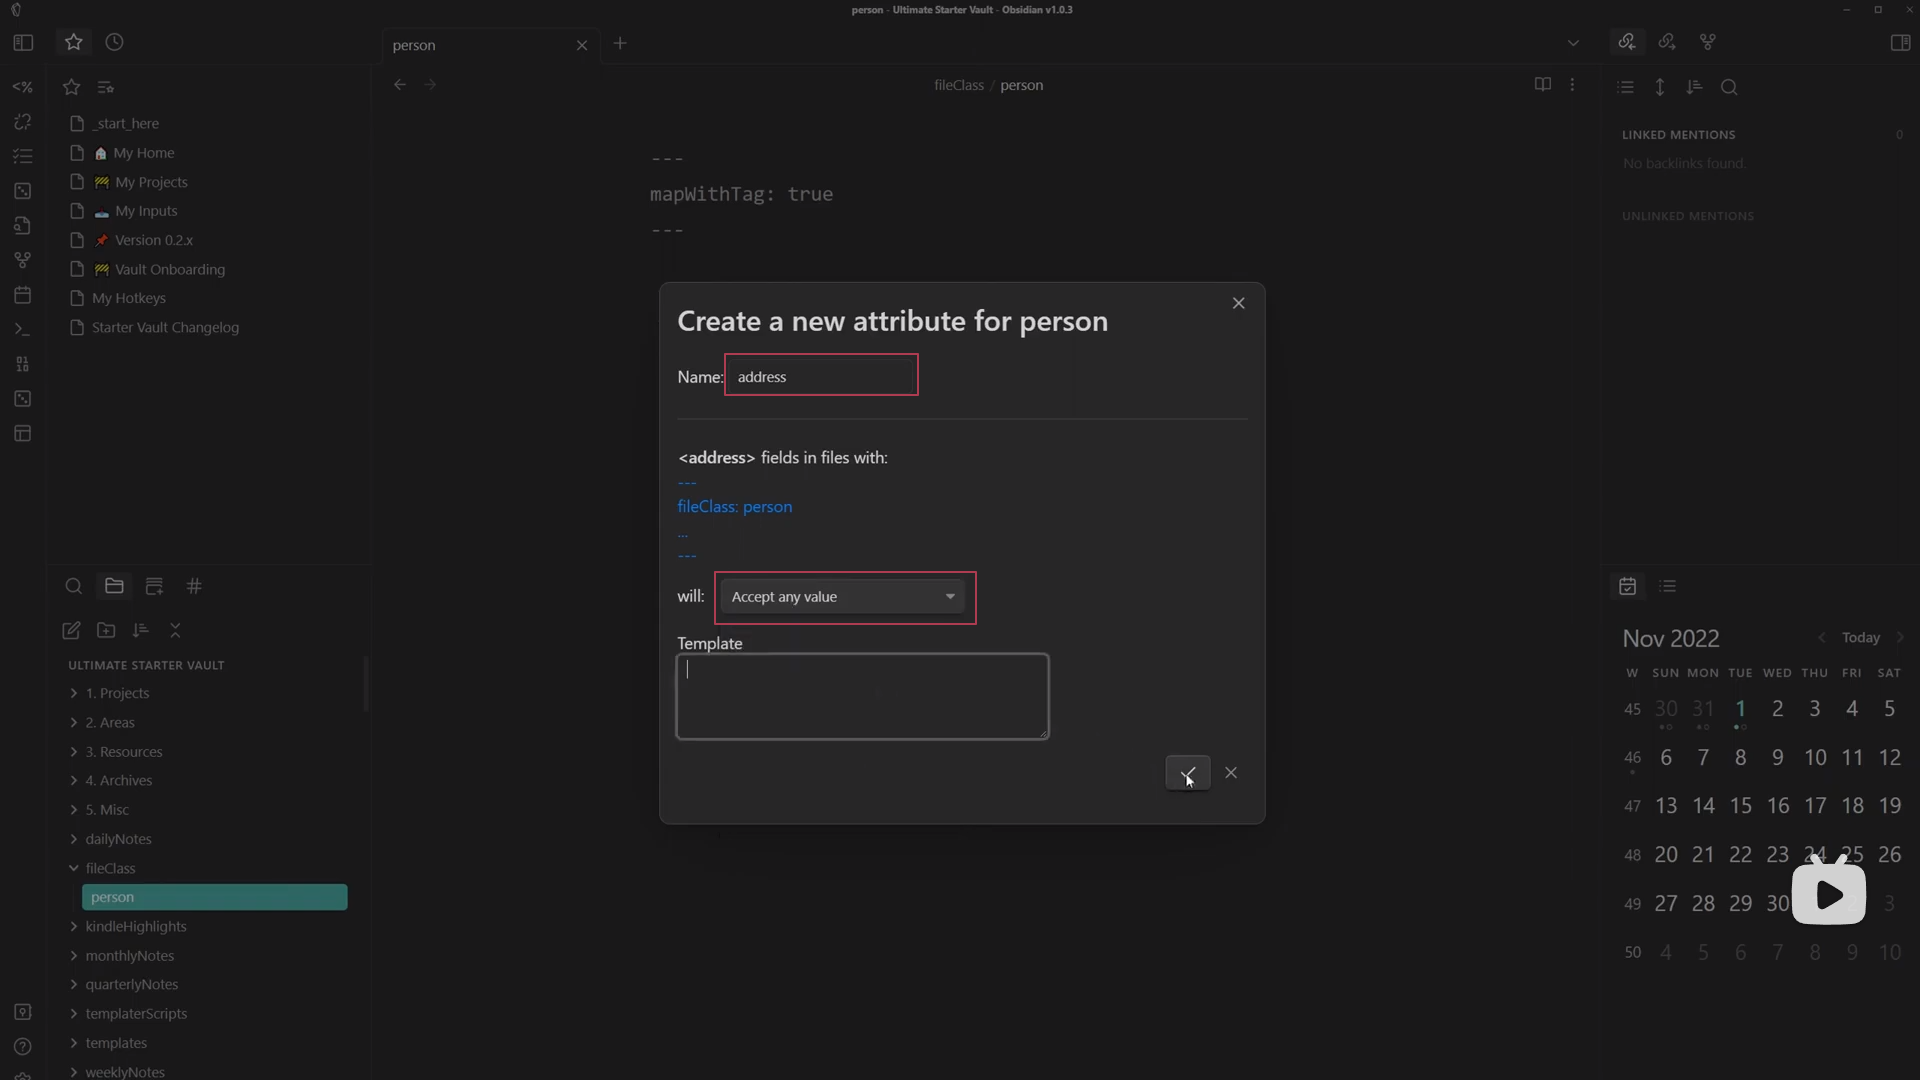 person - Ultimate Starter Vault - Obsidian v1.0.3
person
fileClass / person
_start_here
My Home
My Projects
My Inputs
Version 0.2.x
Vault Onboarding
My Hotkeys
Starter Vault Changelog
---
mapWithTag: true
---
Create a new attribute for person
Name: address
<address> fields in files with:
---
fileClass: person
...
---
will: Accept any value
Template
LINKED MENTIONS 0
No backlinks found.
UNLINKED MENTIONS
ULTIMATE STARTER VAULT
1. Projects
2. Areas
3. Resources
4. Archives
5. Misc
dailyNotes
fileClass
person
kindleHighlights
monthlyNotes
quarterlyNotes
templaterScripts
templates
weeklyNotes
Nov 2022 Today
W SUN MON TUE WED THU FRI SAT
45 30 31 1 2 3 4 5
46 6 7 8 9 10 11 12
47 13 14 15 16 17 18 19
48 20 21 22 23 24 25 26
49 27 28 29 30 3
50 4 5 6 7 8 9 10